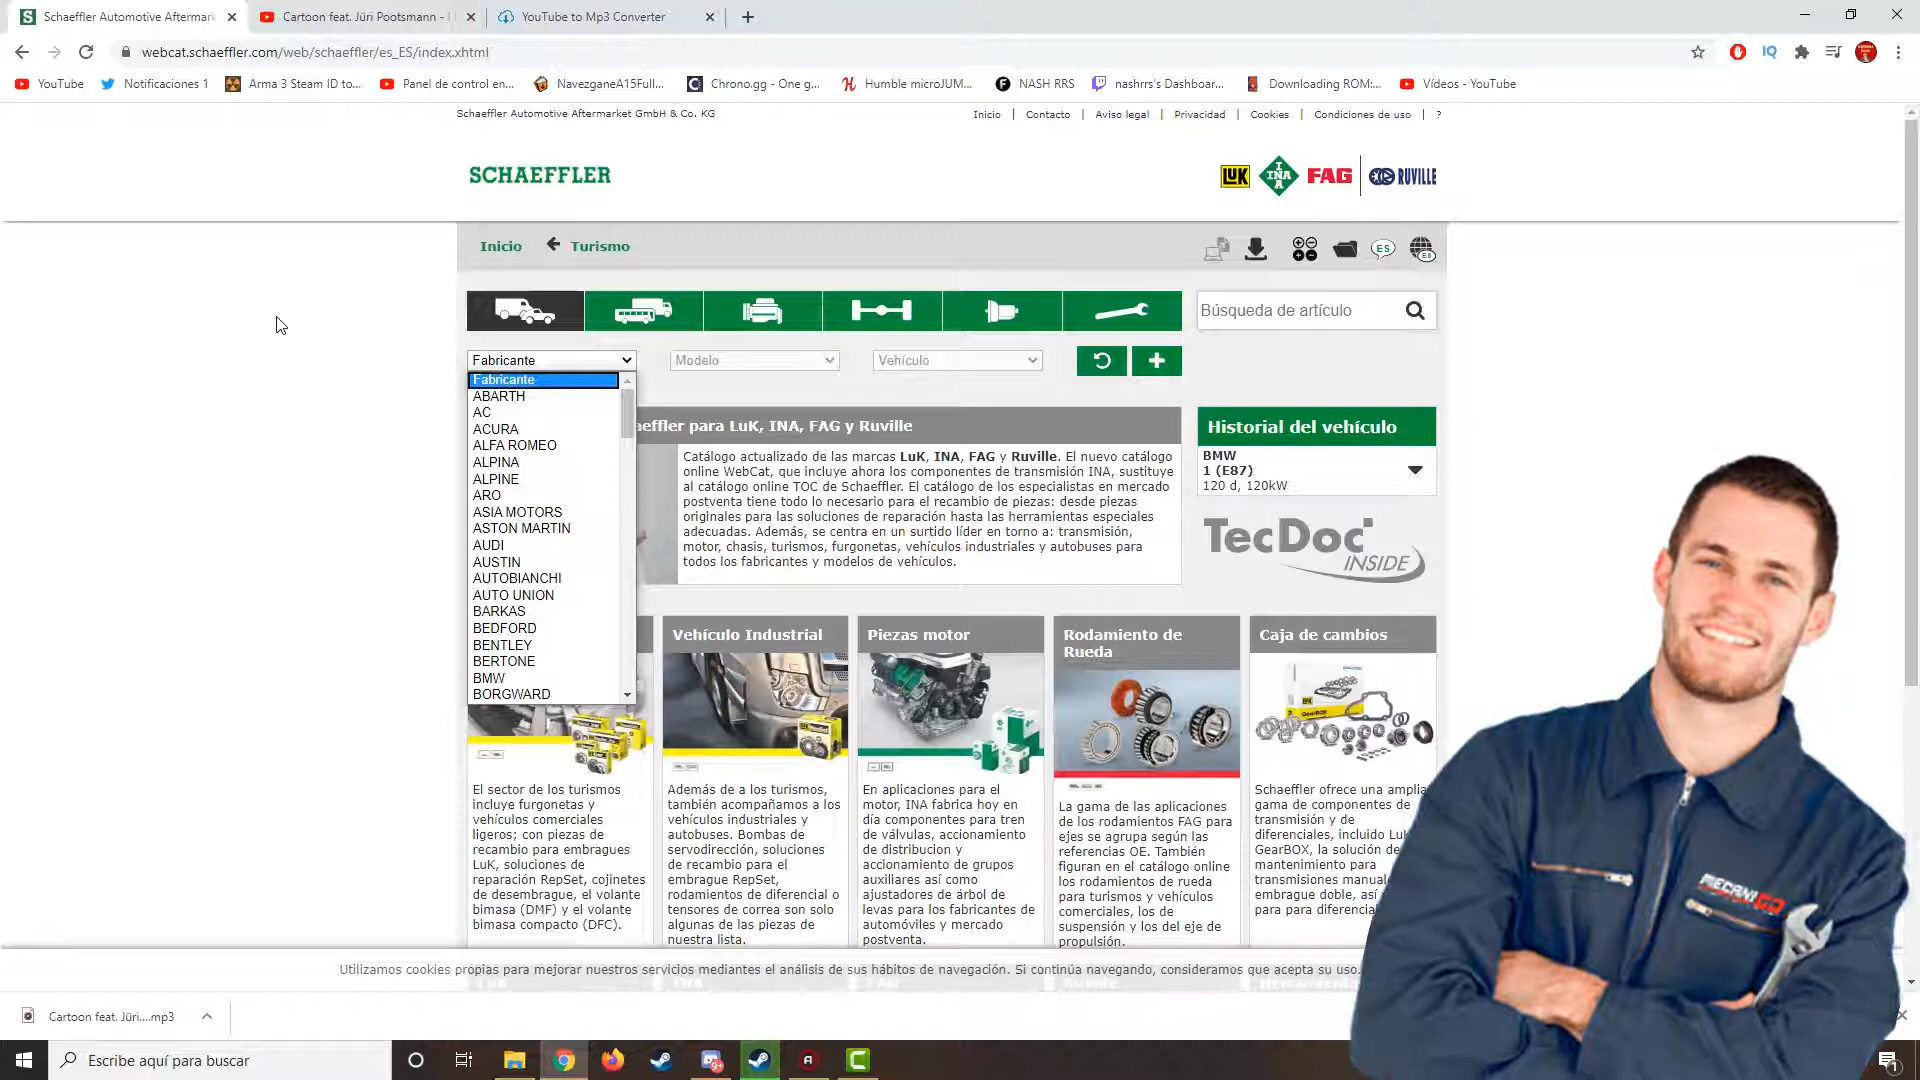 Schaeffler Automotive Aftermark
Cartoon feat. Jüri Pootsmann -
YouTube to Mp3 Converter
webcat.schaeffler.com/web/schaeffler/es_ES/index.xhtml
YouTube
Notificaciones 1
Arma 3 Steam ID to...
Panel de control en...
NavezganeA15Full...
Chrono.gg - One g...
Humble microJUM...
NASH RRS
nashrrs's Dashboar...
Downloading ROM:...
Vídeos - YouTube
Schaeffler Automotive Aftermarket GmbH & Co. KG
Inicio | Contacto | Aviso legal | Privacidad | Cookies | Condiciones de uso | ?
SCHAEFFLER
LUK
INA
FAG
RUVILLE
Inicio
Turismo
ES
Búsqueda de artículo
Fabricante
Modelo
Vehículo
Fabricante
ABARTH
AC
ACURA
ALFA ROMEO
ALPINA
ALPINE
ARO
ASIA MOTORS
ASTON MARTIN
AUDI
AUSTIN
AUTOBIANCHI
AUTO UNION
BARKAS
BEDFORD
BENTLEY
BERTONE
BMW
BORGWARD
aeffler para LuK, INA, FAG y Ruville
Catálogo actualizado de las marcas LuK, INA, FAG y Ruville. El nuevo catálogo
online WebCat, que incluye ahora los componentes de transmisión INA, sustituye
al catálogo online TOC de Schaeffler. El catálogo de los especialistas en mercado
postventa tiene todo lo necesario para el recambio de piezas: desde piezas
originales para las soluciones de reparación hasta las herramientas especiales
adecuadas. Además, se centra en un surtido líder en torno a: transmisión,
motor, chasis, turismos, furgonetas, vehículos industriales y autobuses para
todos los fabricantes y modelos de vehículos.
Historial del vehículo
BMW
1 (E87)
120 d, 120kW
TecDoc
INSIDE
Vehículo Industrial
Piezas motor
Rodamiento de
Rueda
Caja de cambios
El sector de los turismos
incluye furgonetas y
vehículos comerciales
ligeros; con piezas de
recambio para embragues
LuK, soluciones de
reparación RepSet, cojinetes
de desembrague, el volante
bimasa (DMF) y el volante
bimasa compacto (DFC).
Además de a los turismos,
también acompañamos a los
vehículos industriales y
autobuses. Bombas de
servodirección, soluciones
de recambio para el
embrague RepSet,
rodamientos de diferencial o
tensores de correa son solo
algunas de las piezas de
nuestra lista.
En aplicaciones para el
motor, INA fabrica hoy en
día componentes para tren
de válvulas, accionamiento
de distribucion y
accionamiento de grupos
auxiliares así como
ajustadores de árbol de
levas para los fabricantes de
automóviles y mercado
postventa.
La gama de las aplicaciones
de los rodamientos FAG para
ejes se agrupa según las
referencias OE. También
figuran en el catálogo online
los rodamientos de rueda
para turismos y vehículos
comerciales, los de
suspensión y los del eje de
propulsión.
Schaeffler ofrece una amplia
gama de componentes de
transmisión y de
diferenciales, incluido Lu
GearBOX, la solución de
mantenimiento para
transmisiones manua
embrague doble, así
para para diferencial
MECANIGO
Utilizamos cookies propias para mejorar nuestros servicios mediantes el análisis de sus hábitos de navegación. Si continúa navegando, consideramos que acepta su uso.
Cartoon feat. Jüri....mp3
Escribe aquí para buscar